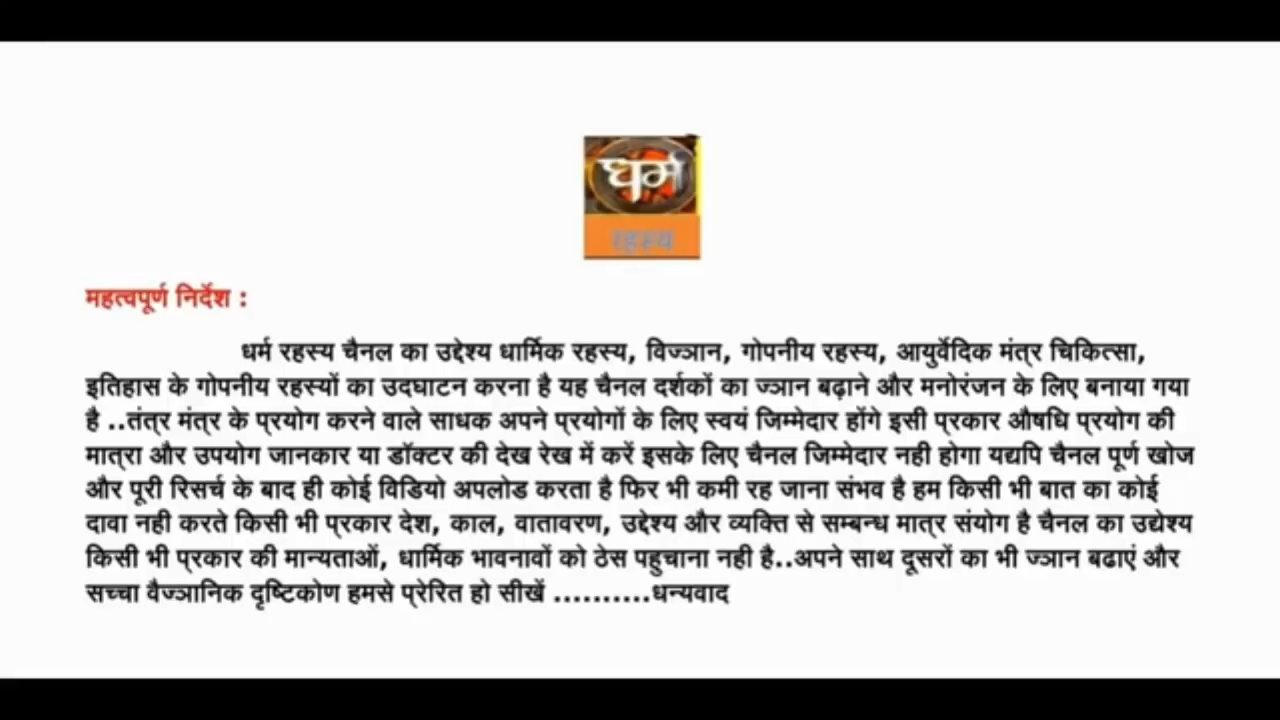 धर्म
रहस्य
महत्वपूर्ण निर्देश :
धर्म रहस्य चैनल का उद्देश्य धार्मिक रहस्य, विज्ञान, गोपनीय रहस्य, आयुर्वेदिक मंत्र चिकित्सा,
इतिहास के गोपनीय रहस्यों का उदघाटन करना है यह चैनल दर्शकों का ज्ञान बढ़ाने और मनोरंजन के लिए बनाया गया
है ..तंत्र मंत्र के प्रयोग करने वाले साधक अपने प्रयोगों के लिए स्वयं जिम्मेदार होंगे इसी प्रकार औषधि प्रयोग की
मात्रा और उपयोग जानकार या डॉक्टर की देख रेख में करें इसके लिए चैनल जिम्मेदार नही होगा यद्यपि चैनल पूर्ण खोज
और पूरी रिसर्च के बाद ही कोई विडियो अपलोड करता है फिर भी कमी रह जाना संभव है हम किसी भी बात का कोई
दावा नही करते किसी भी प्रकार देश, काल, वातावरण, उद्देश्य और व्यक्ति से सम्बन्ध मात्र संयोग है चैनल का उद्येश्य
किसी भी प्रकार की मान्यताओं, धार्मिक भावनावों को ठेस पहुचाना नही है..अपने साथ दूसरों का भी ज्ञान बढाएं और
सच्चा वैज्ञानिक दृष्टिकोण हमसे प्रेरित हो सीखें ..........धन्यवाद